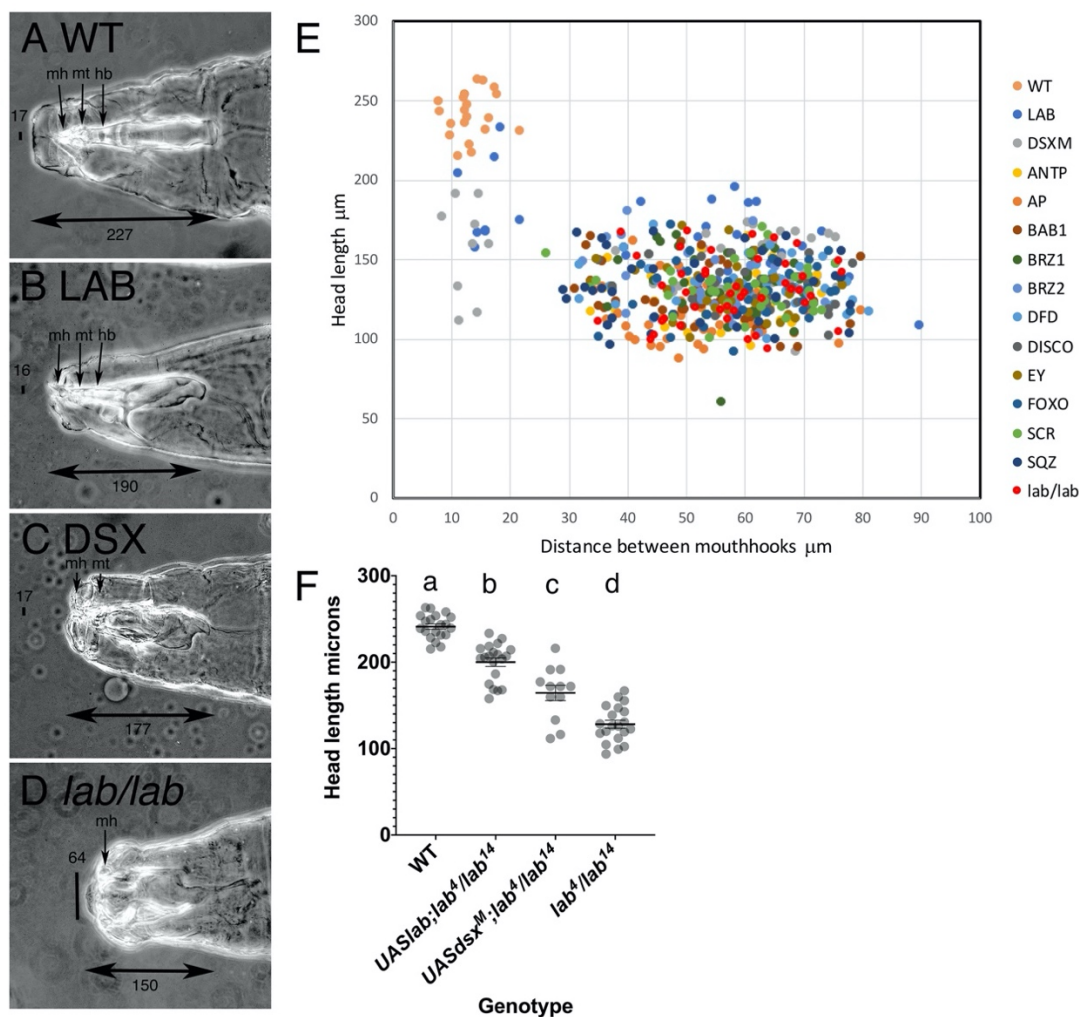 A WT
mh mt hb
17
227
B LAB
mh mt hb
16
190
C DSX
mh mt
17
177
D lab/lab
mh
64
150
E
300
250
200
150
100
50
0
0 10 20 30 40 50 60 70 80 90 100
Head length μm
Distance between mouthhooks μm
WT
LAB
DSXM
ANTP
AP
BAB1
BRZ1
BRZ2
DFD
DISCO
EY
FOXO
SCR
SQZ
lab/lab
F
300
200
100
0
a b c d
Head length microns
WT
UASlab;lab⁴/lab¹⁴
UASdsxᴹ;lab⁴/lab¹⁴
lab⁴/lab¹⁴
Genotype